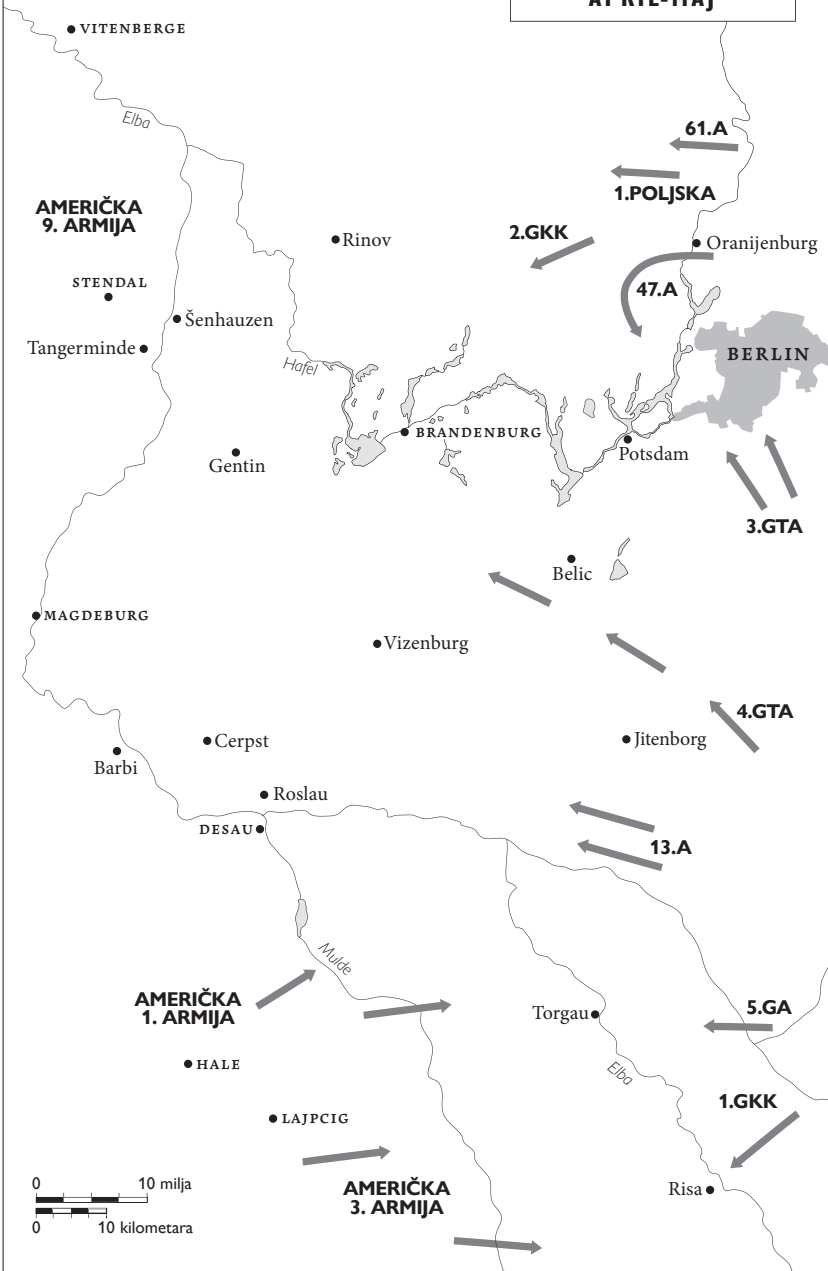 VITENBERGE
Elba
61.A
1.POLJSKA
AMERIČKA
9. ARMIJA
Rinov
2.GKK
Oranijenburg
STENDAL
47.A
Šenhauzen
Tangerminde
BERLIN
Hafel
BRANDENBURG
Potsdam
Gentin
3.GTA
Belic
MAGDEBURG
Vizenburg
4.GTA
Cerpst
Jitenborg
Barbi
Roslau
DESAU
13.A
Mulde
AMERIČKA
1. ARMIJA
Torgau
5.GA
HALE
Elba
1.GKK
LAJPCIG
0 10 milja
AMERIČKA
3. ARMIJA
Risa
0 10 kilometara